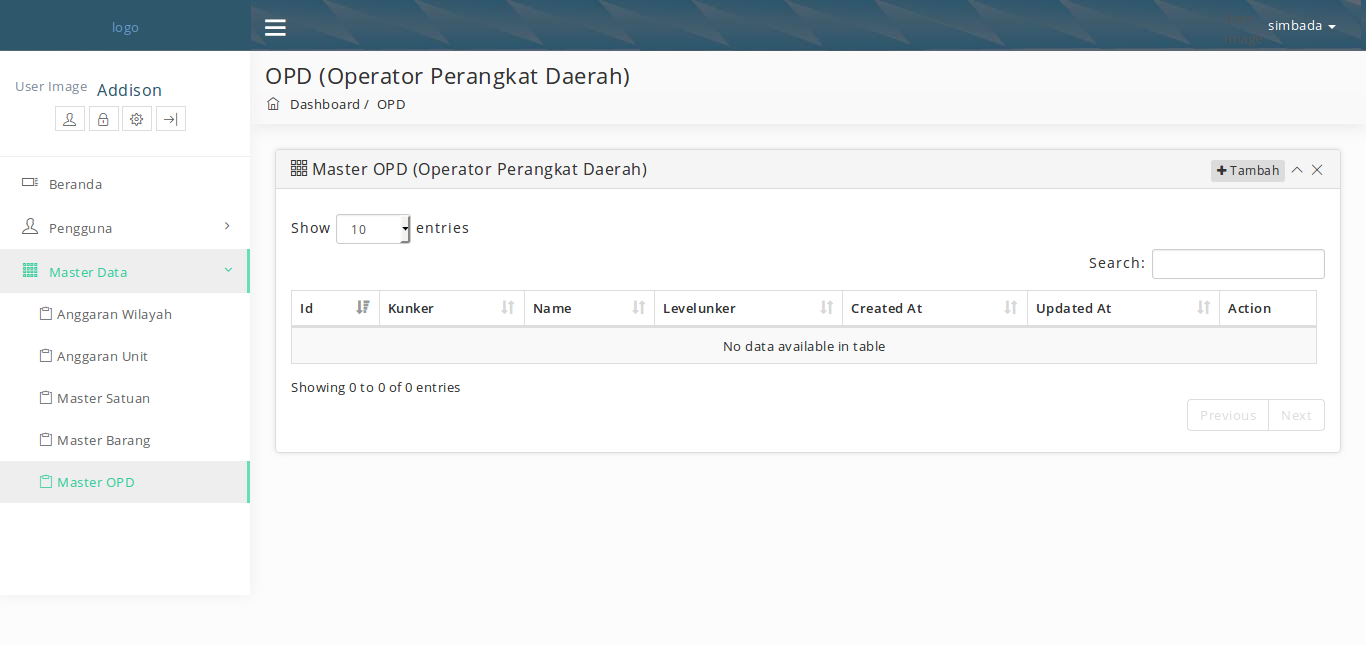 logo
simbada
User Image Addison
OPD (Operator Perangkat Daerah)
Dashboard / OPD
Beranda
Pengguna
Master Data
Anggaran Wilayah
Anggaran Unit
Master Satuan
Master Barang
Master OPD
Master OPD (Operator Perangkat Daerah)
Tambah
Show 10 entries
Search:
Id Kunker Name Levelunker Created At Updated At Action
No data available in table
Showing 0 to 0 of 0 entries
Previous Next